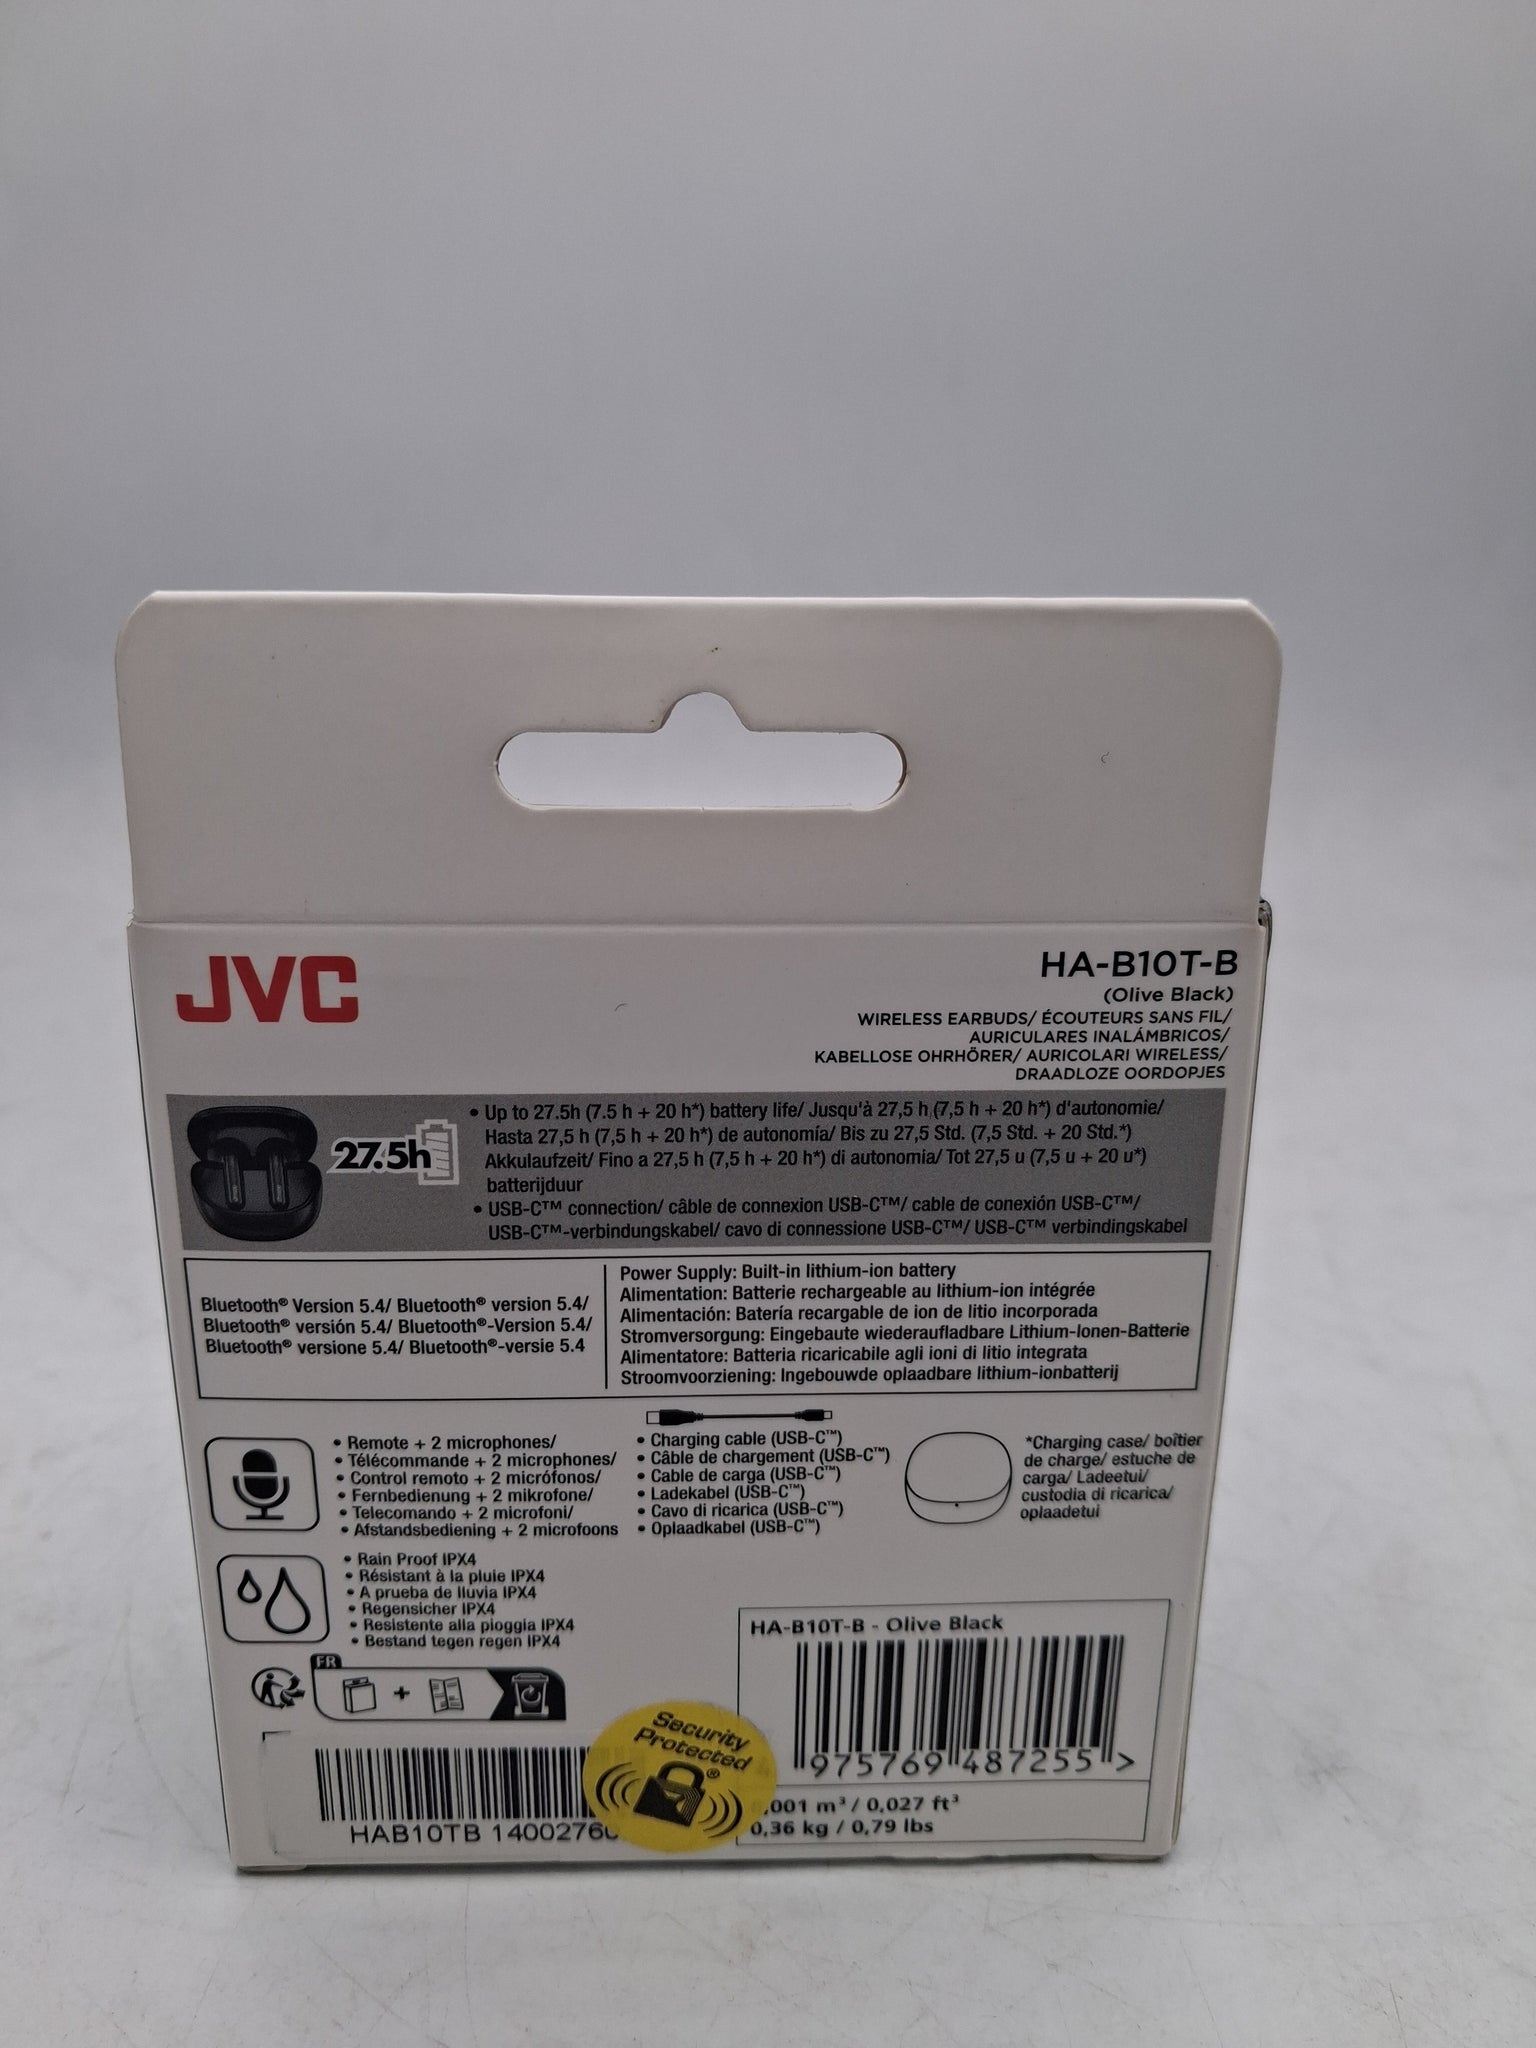 JVC
HA-B10T-B
(Olive Black)
WIRELESS EARBUDS/ ÉCOUTEURS SANS FIL/
AURICULARES INALÁMBRICOS/
KABELLOSE OHRHÖRER/ AURICOLARI WIRELESS/
DRAADLOZE OORDOPJES
27.5h
• Up to 27.5h (7.5 h + 20 h*) battery life/ Jusqu'à 27,5 h (7,5 h + 20 h*) d'autonomie/
Hasta 27,5 h (7,5 h + 20 h*) de autonomía/ Bis zu 27,5 Std. (7,5 Std. + 20 Std.*)
Akkulaufzeit/ Fino a 27,5 h (7,5 h + 20 h*) di autonomia/ Tot 27,5 u (7,5 u + 20 u*)
batterijduur
• USB-C™ connection/ câble de connexion USB-C™/ cable de conexión USB-C™/
USB-C™-verbindungskabel/ cavo di connessione USB-C™/ USB-C™ verbindingskabel
Bluetooth® Version 5.4/ Bluetooth® version 5.4/
Bluetooth® versión 5.4/ Bluetooth®-Version 5.4/
Bluetooth® versione 5.4/ Bluetooth®-versie 5.4
Power Supply: Built-in lithium-ion battery
Alimentation: Batterie rechargeable au lithium-ion intégrée
Alimentación: Batería recargable de ion de litio incorporada
Stromversorgung: Eingebaute wiederaufladbare Lithium-Ionen-Batterie
Alimentatore: Batteria ricaricabile agli ioni di litio integrata
Stroomvoorziening: Ingebouwde oplaadbare lithium-ionbatterij
• Remote + 2 microphones/
• Télécommande + 2 microphones/
• Control remoto + 2 micrófonos/
• Fernbedienung + 2 mikrofone/
• Telecomando + 2 microfoni/
• Afstandsbediening + 2 microfoons
• Charging cable (USB-C™)
• Câble de chargement (USB-C™)
• Cable de carga (USB-C™)
• Ladekabel (USB-C™)
• Cavo di ricarica (USB-C™)
• Oplaadkabel (USB-C™)
*Charging case/ boîtier
de charge/ estuche de
carga/ Ladeetui/
custodia di ricarica/
oplaadetui
• Rain Proof IPX4
• Résistant à la pluie IPX4
• A prueba de lluvia IPX4
• Regensicher IPX4
• Resistente alla pioggia IPX4
• Bestand tegen regen IPX4
FR
HA-B10T-B - Olive Black
975769 487255 >
,001 m³ / 0,027 ft³
0,36 kg / 0,79 lbs
Security
Protected
®
HAB10TB 1400276